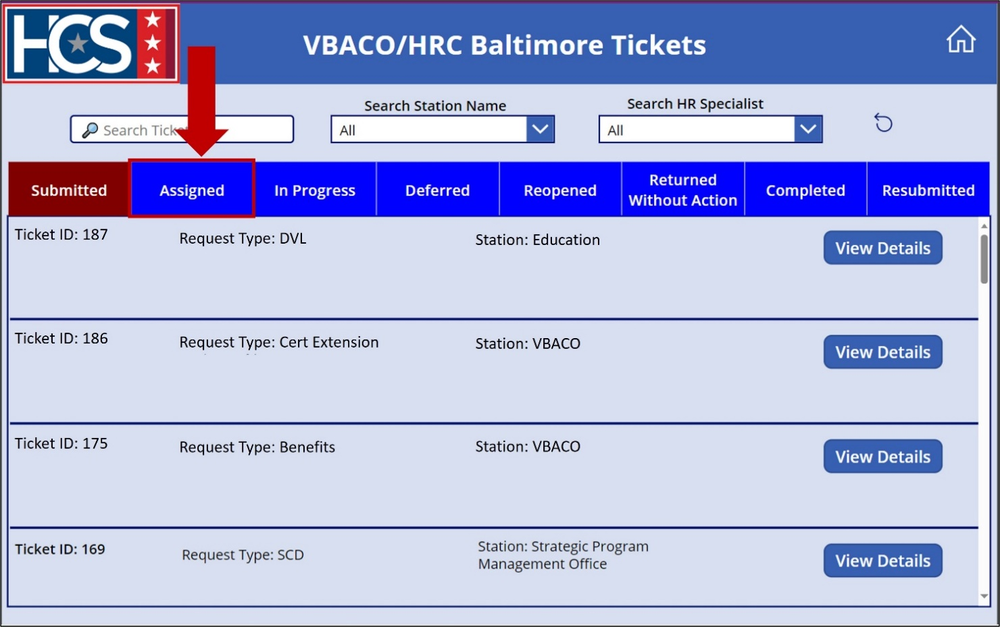 HCS
VBACO/HRC Baltimore Tickets
Search Station Name
Search HR Specialist
Search
All
All
Submitted
Assigned
In Progress
Deferred
Reopened
Returned
Without Action
Completed
Resubmitted
Ticket ID: 187
Request Type: DVL
Station: Education
View Details
Ticket ID: 186
Request Type: Cert Extension
Station: VBACO
View Details
Ticket ID: 175
Request Type: Benefits
Station: VBACO
View Details
Ticket ID: 169
Request Type: SCD
Station: Strategic Program
Management Office
View Details